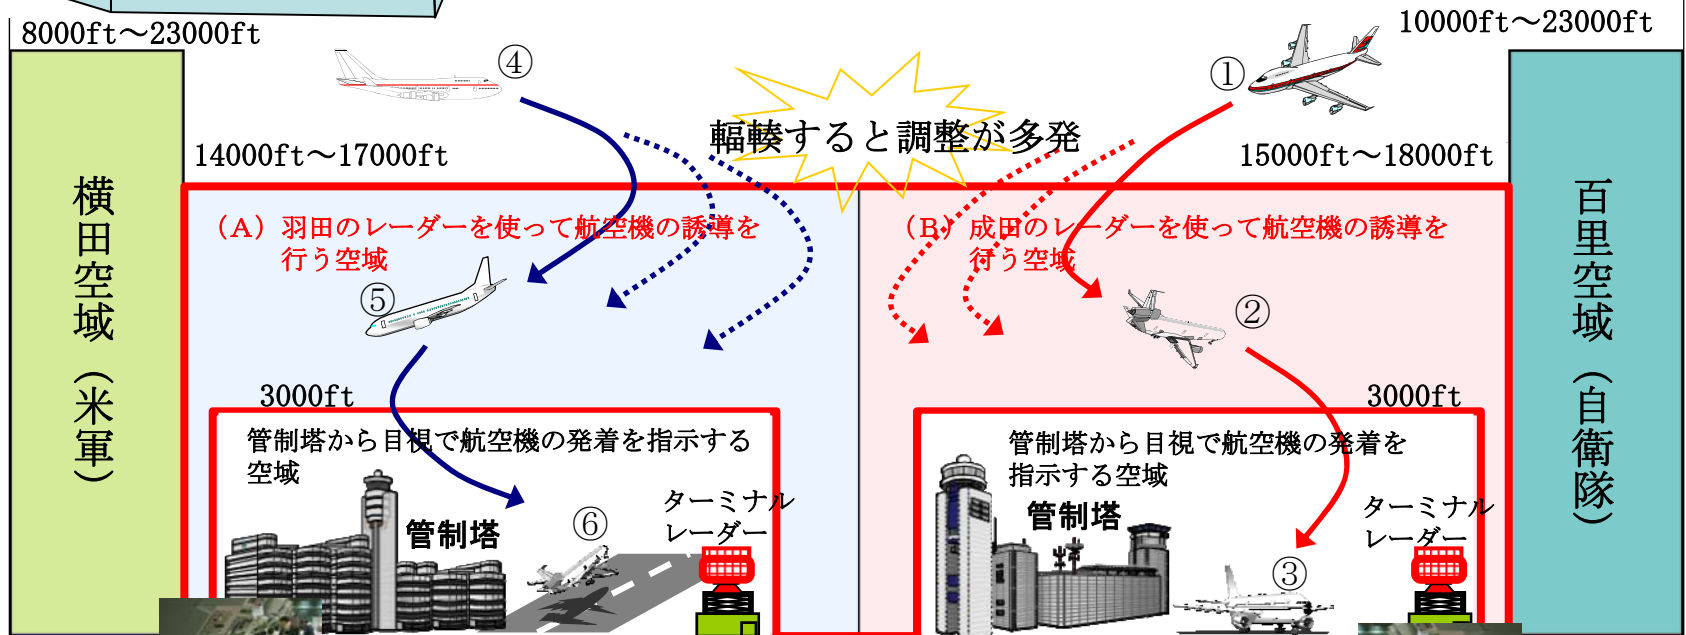 8000ft～23000ft
10000ft～23000ft
④
①
輻輳すると調整が多発
14000ft～17000ft
15000ft～18000ft
横田空域（米軍）
百里空域（自衛隊）
（A）羽田のレーダーを使って航空機の誘導を
行う空域
（B）成田のレーダーを使って航空機の誘導を
行う空域
⑤
②
3000ft
3000ft
管制塔から目視で航空機の発着を指示する
空域
管制塔から目視で航空機の発着を
指示する空域
管制塔
ターミナル
レーダー
⑥
管制塔
ターミナル
レーダー
③